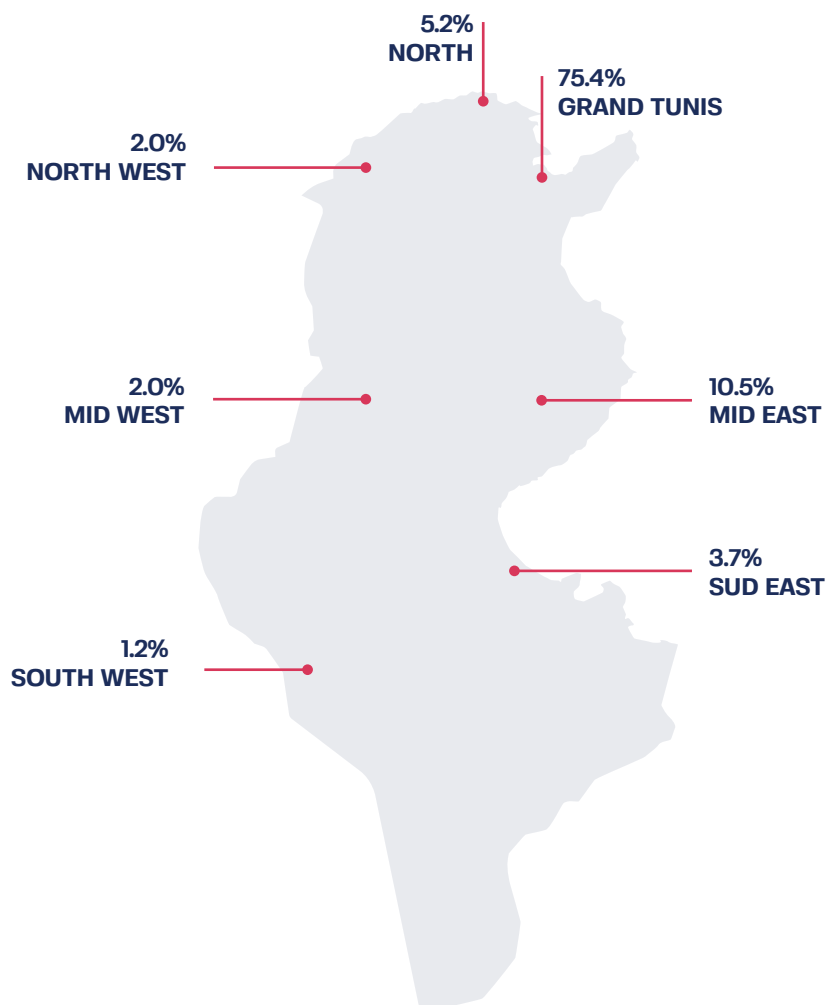 5.2%
NORTH
75.4%
GRAND TUNIS
2.0%
NORTH WEST
2.0%
MID WEST
10.5%
MID EAST
3.7%
SUD EAST
1.2%
SOUTH WEST